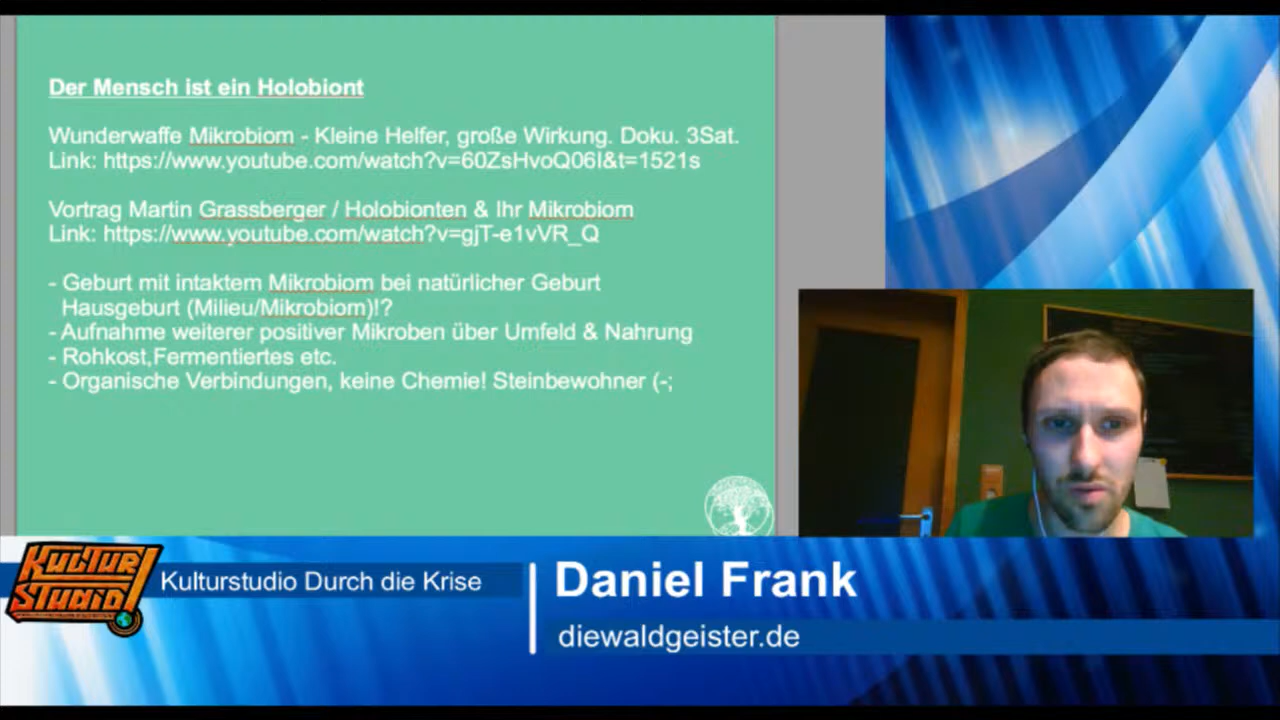 Der Mensch ist ein Holobiont
Wunderwaffe Mikrobiom - Kleine Helfer, große Wirkung. Doku. 3Sat.
Link: https://www.youtube.com/watch?v=60ZsHvoQ06I&t=1521s
Vortrag Martin Grassberger / Holobionten & Ihr Mikrobiom
Link: https://www.youtube.com/watch?v=gjT-e1vVR_Q
- Geburt mit intaktem Mikrobiom bei natürlicher Geburt
Hausgeburt (Milieu/Mikrobiom)!?
- Aufnahme weiterer positiver Mikroben über Umfeld & Nahrung
- Rohkost,Fermentiertes etc.
- Organische Verbindungen, keine Chemie! Steinbewohner (-;
KULTUR
STUDIO!
Kulturstudio Durch die Krise
Daniel Frank
diewaldgeister.de